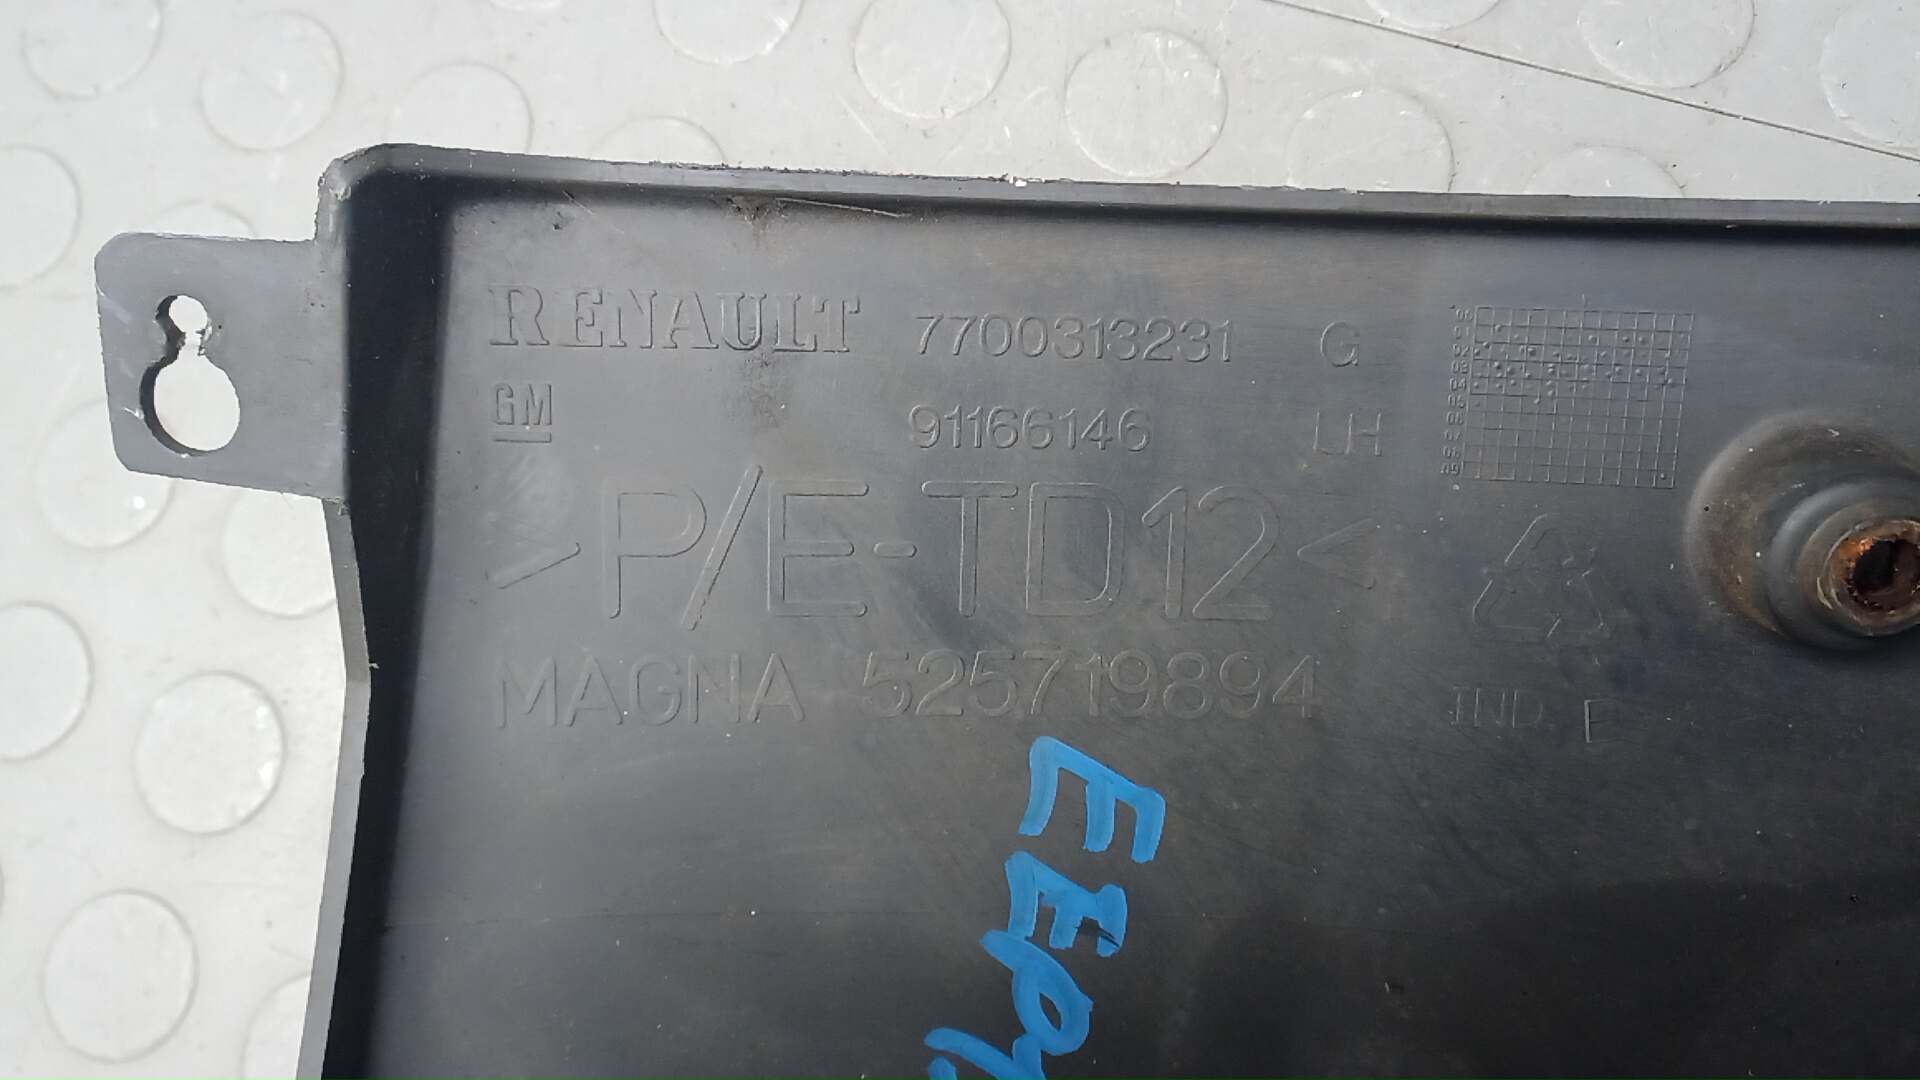 RENAULT 7700313231 G
GM 91166146 LH
>P/E-TD12<
MAGNA 525719894
IND E